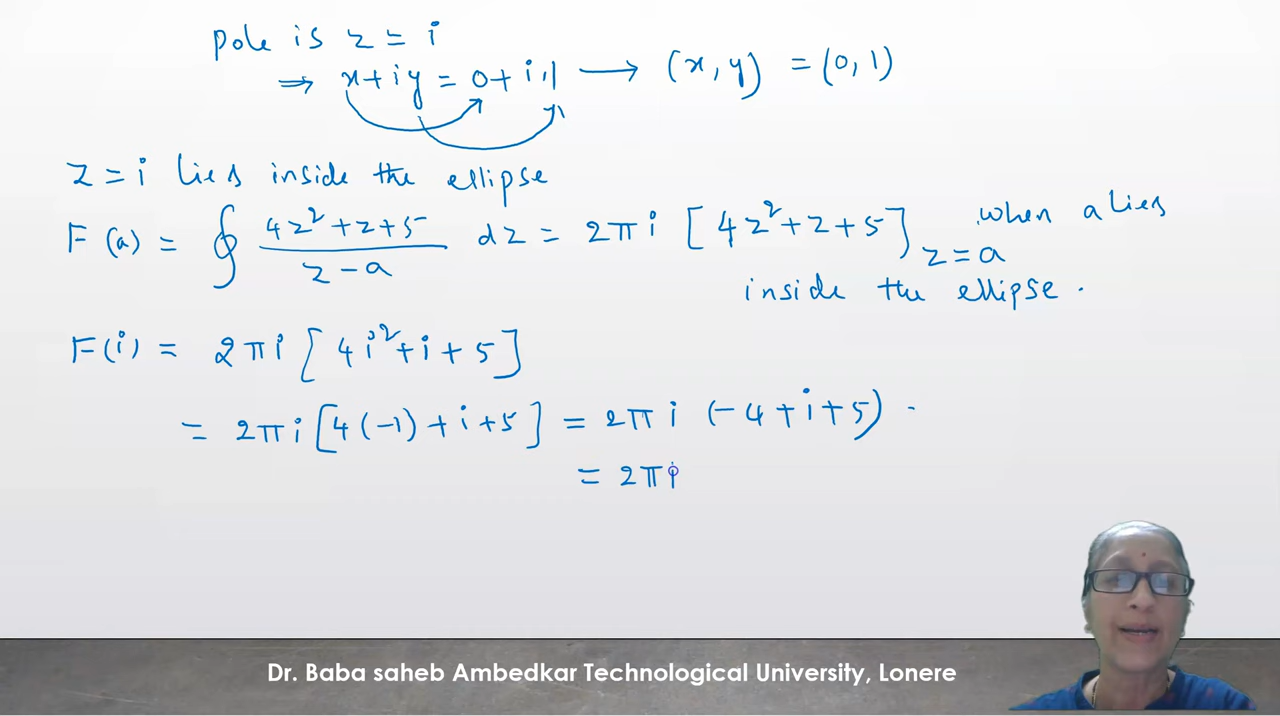 pole is z = i
⇒ x+iy = 0+i.1 → (x, y) = (0, 1)
z = i lies inside the ellipse
F(a) = ∮ (4z²+z+5)/(z-a) dz = 2πi [4z²+z+5] z=a when a lies
inside the ellipse.
F(i) = 2πi [4i²+i+5]
= 2πi [4(-1)+i+5] = 2πi (-4+i+5).
= 2πi
Dr. Baba saheb Ambedkar Technological University, Lonere